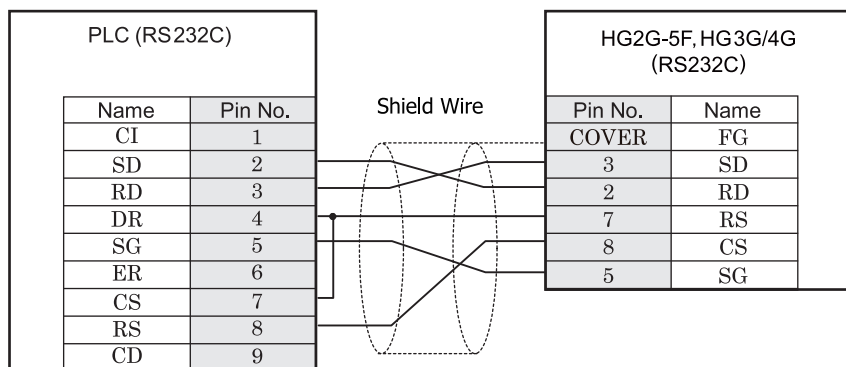 PLC (RS232C)
HG2G-5F, HG3G/4G
(RS232C)
Shield Wire
Name Pin No.
CI 1
SD 2
RD 3
DR 4
SG 5
ER 6
CS 7
RS 8
CD 9
Pin No. Name
COVER FG
3 SD
2 RD
7 RS
8 CS
5 SG